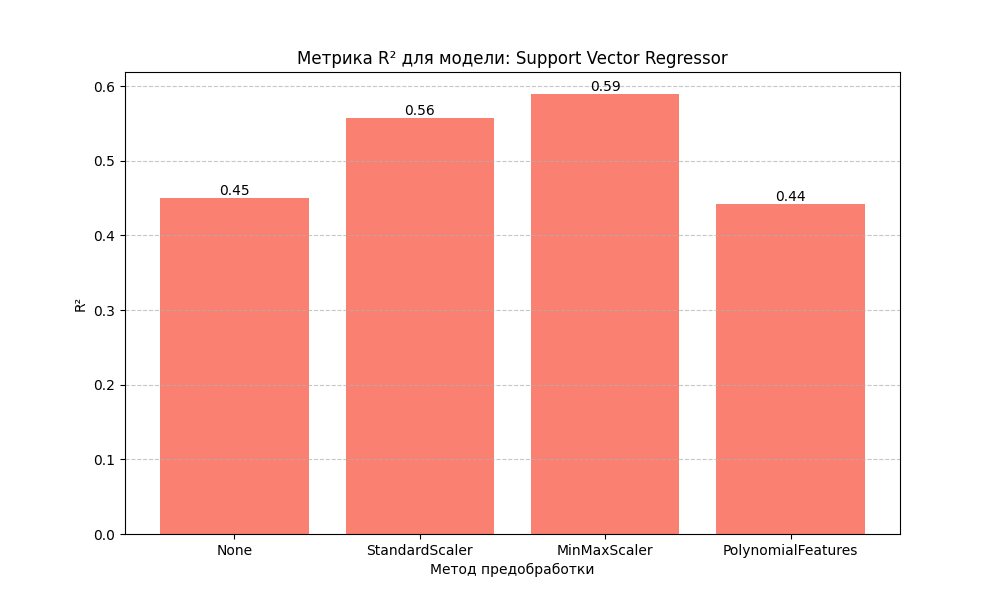 Метрика R² для модели: Support Vector Regressor
0.6
0.5
0.4
0.3
0.2
0.1
0.0
R²
0.45
0.56
0.59
0.44
None
StandardScaler
MinMaxScaler
PolynomialFeatures
Метод предобработки